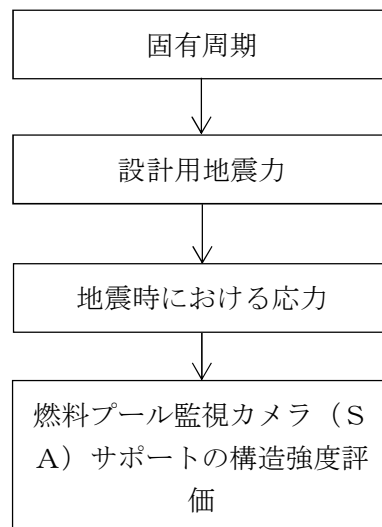 固有周期
設計用地震力
地震時における応力
燃料プール監視カメラ（Ｓ
Ａ）サポートの構造強度評
価